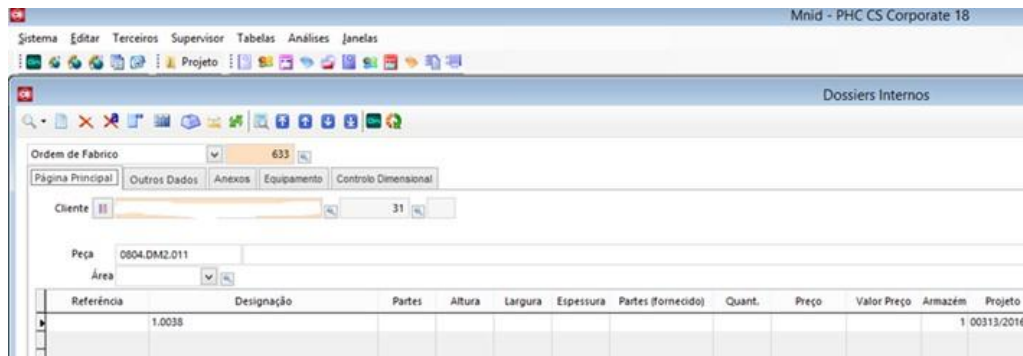 Mnid - PHC CS Corporate 18
Sistema Editar Terceiros Supervisor Tabelas Análises Janelas
Projeto
Dossiers Internos
Ordem de Fabrico 633
Página Principal Outros Dados Anexos Equipamento Controlo Dimensional
Cliente 31
Peça 0804.DM2.011
Área
Referência Designação Partes Altura Largura Espessura Partes (fornecido) Quant. Preço Valor Preço Armazém Projeto
1.0038 1 00313/2016